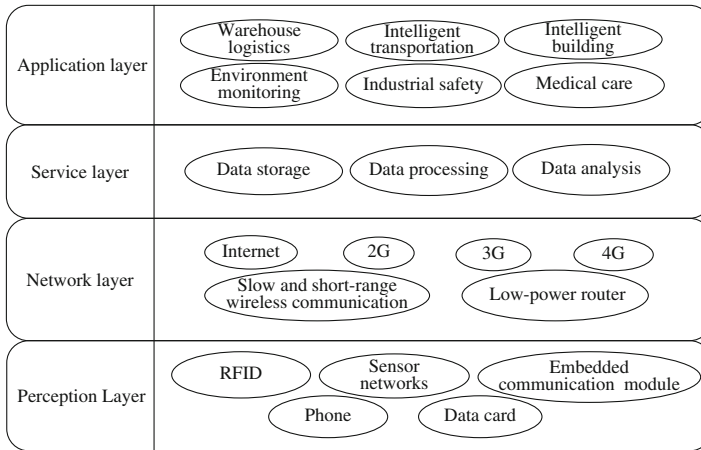 Application layer
Warehouse
logistics
Intelligent
transportation
Intelligent
building
Environment
monitoring
Industrial safety
Medical care
Service layer
Data storage
Data processing
Data analysis
Network layer
Internet
2G
3G
4G
Slow and short-range
wireless communication
Low-power router
Perception Layer
RFID
Sensor
networks
Embedded
communication module
Phone
Data card